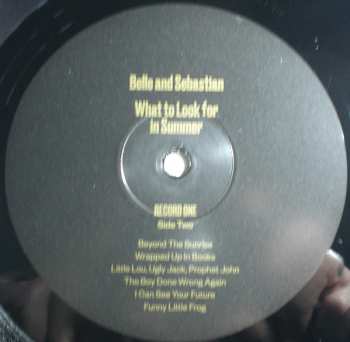 Belle and Sebastian
What to Look for
in Summer
RECORD ONE
Side Two
Beyond The Sunrise
Wrapped Up In Books
Little Lou, Ugly Jack, Prophet John
The Boy Done Wrong Again
I Can See Your Future
Funny Little Frog